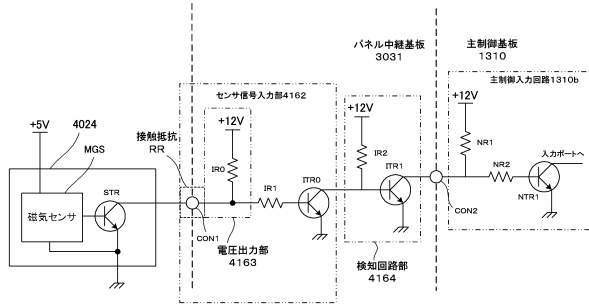 パネル中継基板
3031
主制御基板
1310
センサ信号入力部4162
主制御入力回路1310b
+5V
4024
MGS
接触抵抗
RR
+12V
+12V
+12V
IR0
IR2
NR1
入力ポートへ
STR
IR1
ITR0
ITR1
NR2
NTR1
磁気センサ
CON1
CON2
電圧出力部
4163
検知回路部
4164